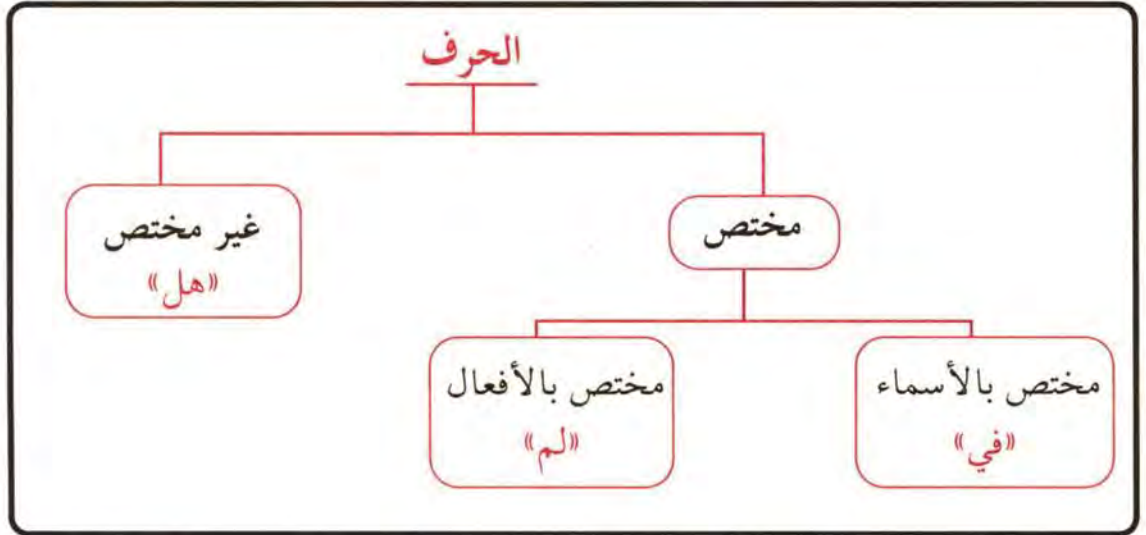 الحرف
مختص
غير مختص
«هل»
مختص بالأسماء
«في»
مختص بالأفعال
«لم»